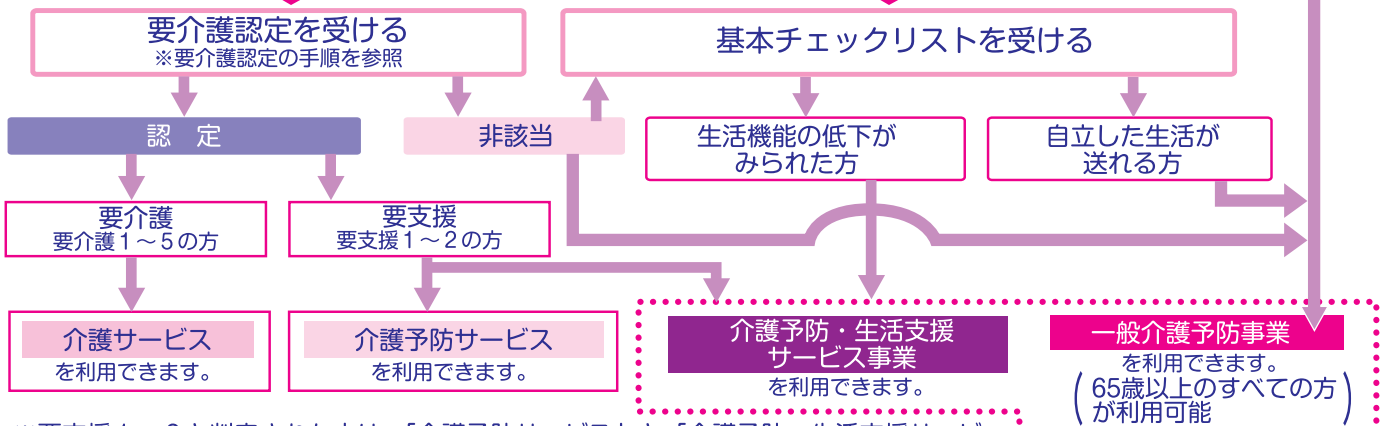 要介護認定を受ける
※要介護認定の手順を参照
基本チェックリストを受ける
認　定
非該当
生活機能の低下が
みられた方
自立した生活が
送れる方
要介護
要介護１～５の方
要支援
要支援１～２の方
介護サービス
を利用できます。
介護予防サービス
を利用できます。
介護予防・生活支援
サービス事業
を利用できます。
一般介護予防事業
を利用できます。
(65歳以上のすべての方
が利用可能)